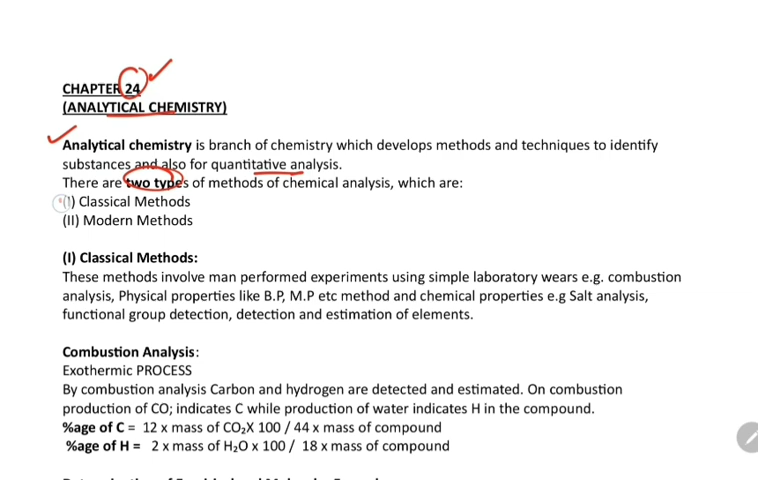 CHAPTER 24
(ANALYTICAL CHEMISTRY)
Analytical chemistry is branch of chemistry which develops methods and techniques to identify
substances and also for quantitative analysis.
There are two types of methods of chemical analysis, which are:
(I) Classical Methods
(II) Modern Methods
(I) Classical Methods:
These methods involve man performed experiments using simple laboratory wears e.g. combustion
analysis, Physical properties like B.P, M.P etc method and chemical properties e.g Salt analysis,
functional group detection, detection and estimation of elements.
Combustion Analysis:
Exothermic PROCESS
By combustion analysis Carbon and hydrogen are detected and estimated. On combustion
production of CO; indicates C while production of water indicates H in the compound.
%age of C = 12 x mass of CO₂X 100 / 44 x mass of compound
%age of H = 2 x mass of H₂O x 100 / 18 x mass of compound